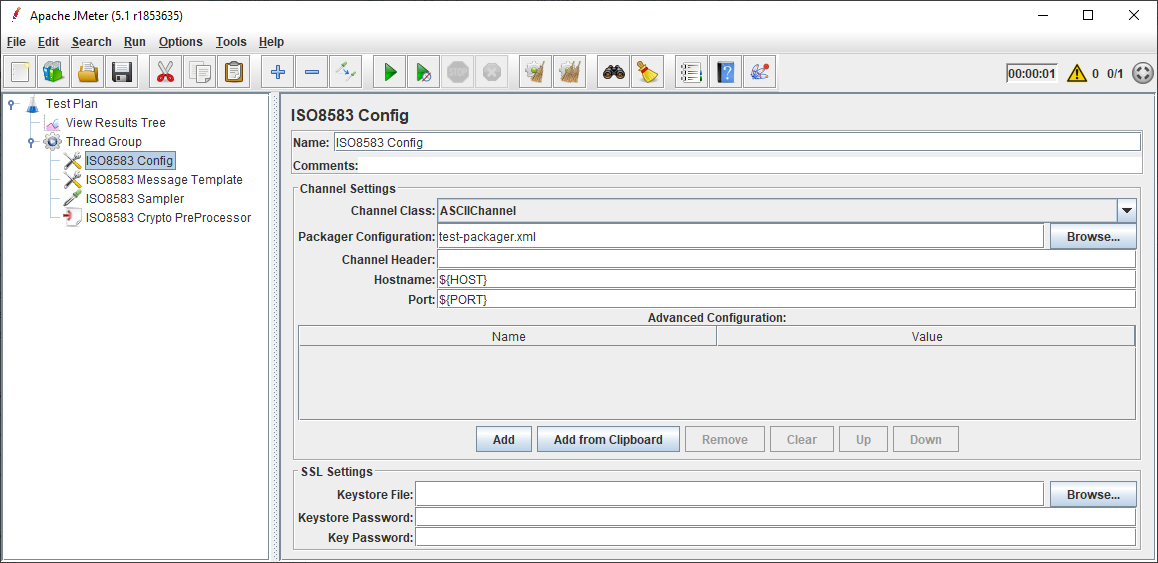 Apache JMeter (5.1 r1853635)
File Edit Search Run Options Tools Help
STOP 00:00:01 0 0/1
Test Plan
View Results Tree
Thread Group
ISO8583 Config
ISO8583 Message Template
ISO8583 Sampler
ISO8583 Crypto PreProcessor
ISO8583 Config
Name: ISO8583 Config
Comments:
Channel Settings
Channel Class: ASCIIChannel
Packager Configuration: test-packager.xml Browse...
Channel Header:
Hostname: ${HOST}
Port: ${PORT}
Advanced Configuration:
Name Value
Add Add from Clipboard Remove Clear Up Down
SSL Settings
Keystore File: Browse...
Keystore Password:
Key Password: